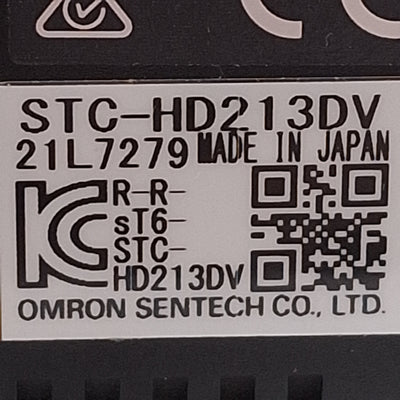 STC-HD213DV
21L7279 MADE IN JAPAN
R-R-
sT6-
STC-
HD213DV
OMRON SENTECH CO., LTD.